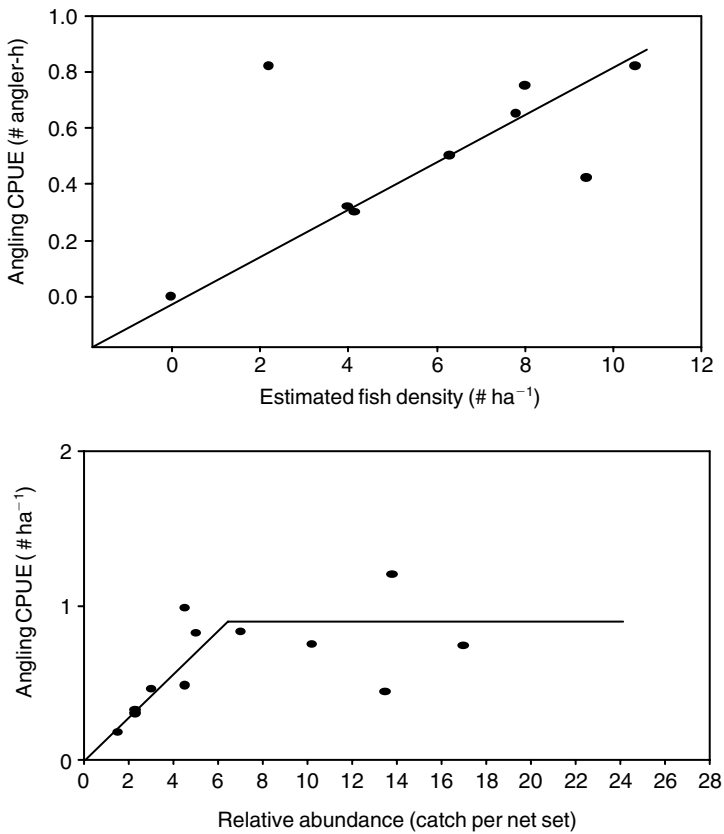 1.0
0.8
0.6
0.4
0.2
0.0
Angling CPUE (# angler-h)
0 2 4 6 8 10 12
Estimated fish density (# ha⁻¹)
2
1
0
Angling CPUE ( # ha⁻¹)
0 2 4 6 8 10 12 14 16 18 20 22 24 26 28
Relative abundance (catch per net set)